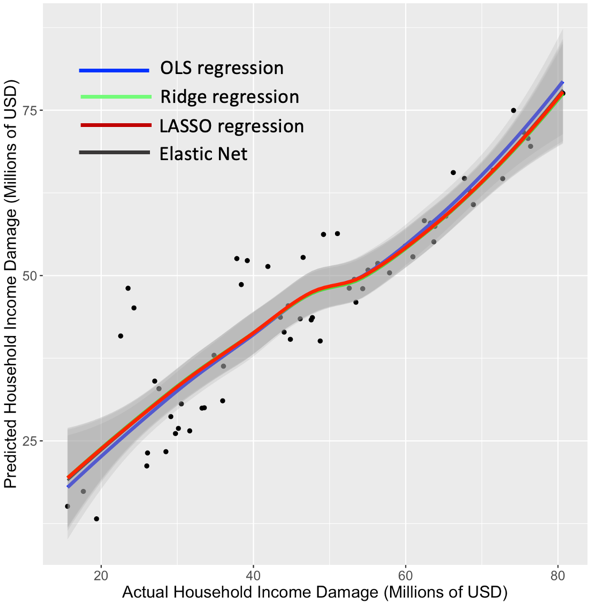 OLS regression
Ridge regression
LASSO regression
Elastic Net
Predicted Household Income Damage (Millions of USD)
75
50
25
20 40 60 80
Actual Household Income Damage (Millions of USD)